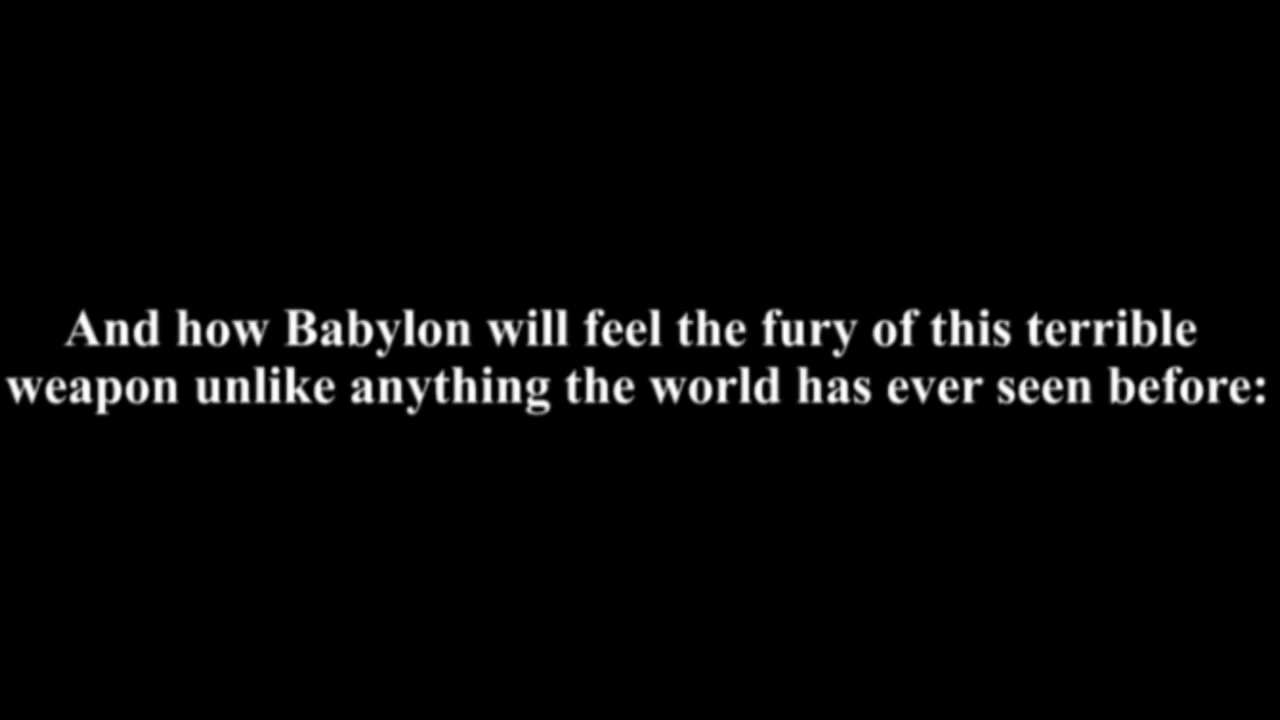 And how Babylon will feel the fury of this terrible
weapon unlike anything the world has ever seen before: